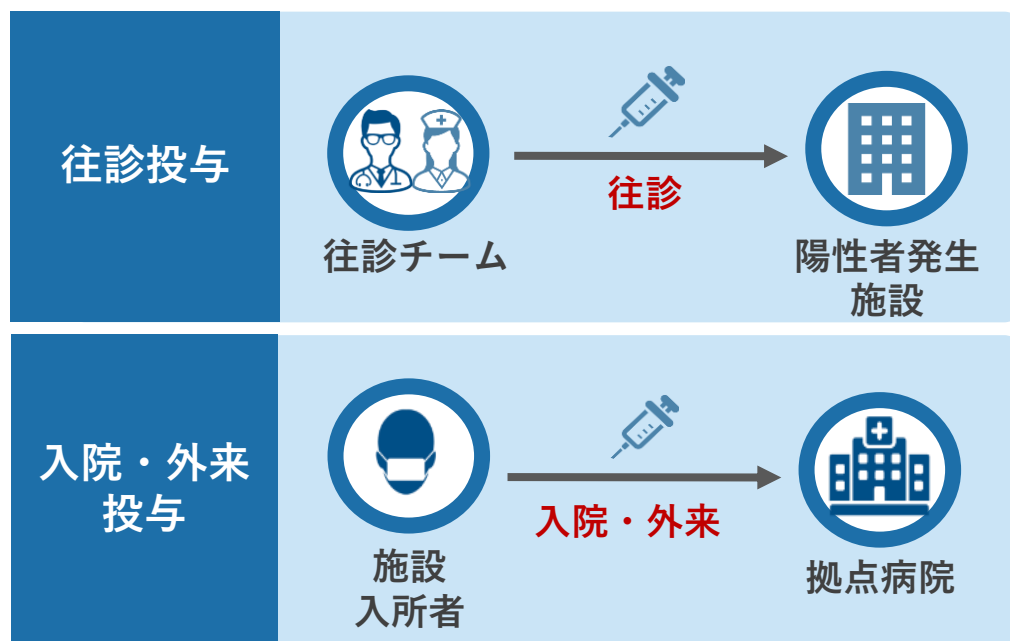 往診投与
往診
往診チーム
陽性者発生
施設
入院・外来
投与
入院・外来
施設
入所者
拠点病院